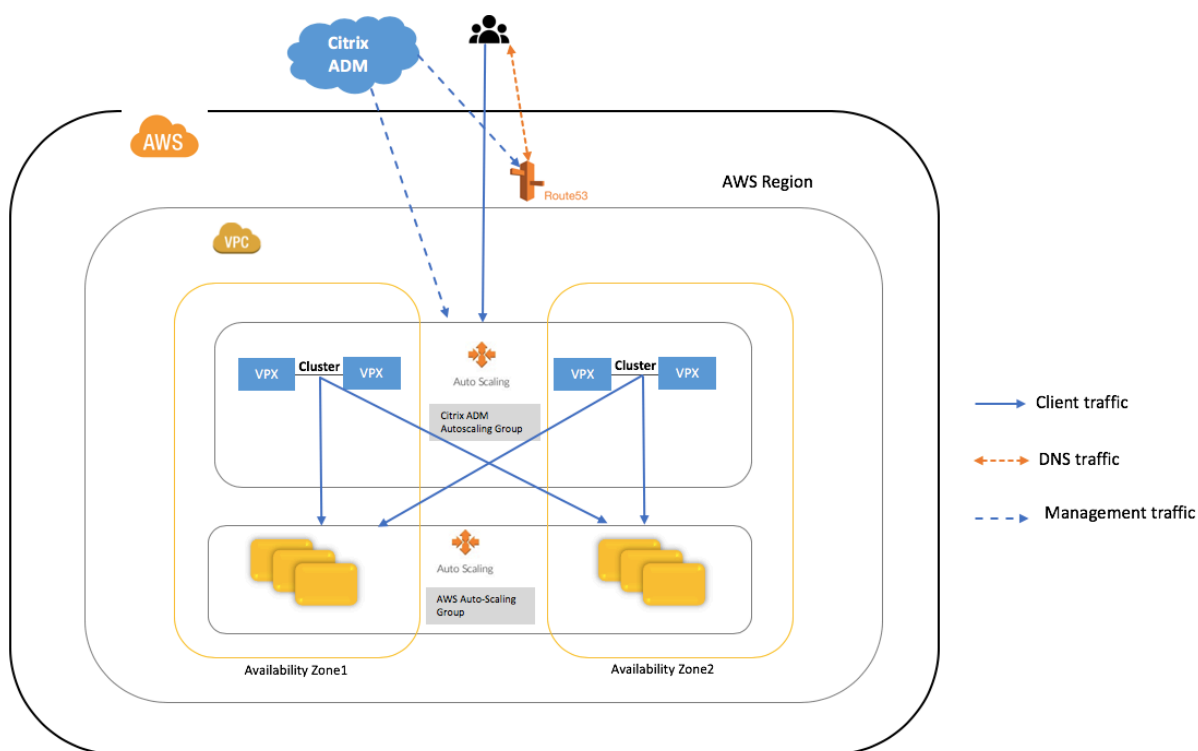 Citrix
ADM
AWS
Route53
AWS Region
VPC
VPX
Cluster
VPX
VPX
Cluster
VPX
Auto Scaling
Citrix ADM
Autoscaling Group
Client traffic
DNS traffic
Management traffic
Auto Scaling
AWS Auto-Scaling
Group
Availability Zone1
Availability Zone2